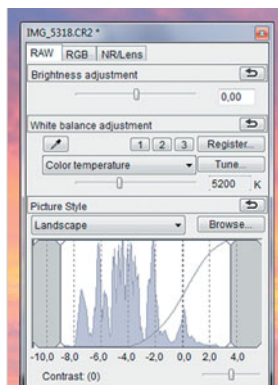 IMG_5318.CR2 *
RAW RGB NR/Lens
Brightness adjustment
0,00
White balance adjustment
1 2 3 Register...
Color temperature Tune...
5200 K
Picture Style
Landscape Browse...
-10,0 -8,0 -6,0 -4,0 -2,0 0,0 2,0 4,0
Contrast: (0)